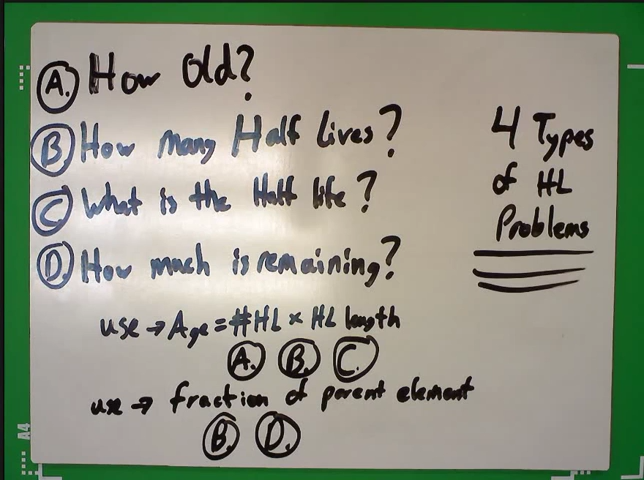 A. How Old?
B. How many Half Lives?
C. What is the Half life?
D. How much is remaining?
4 Types
of HL
Problems
use → Age = #HL × HL length
A. B. C.
use → fraction of parent element
B. D.
A4